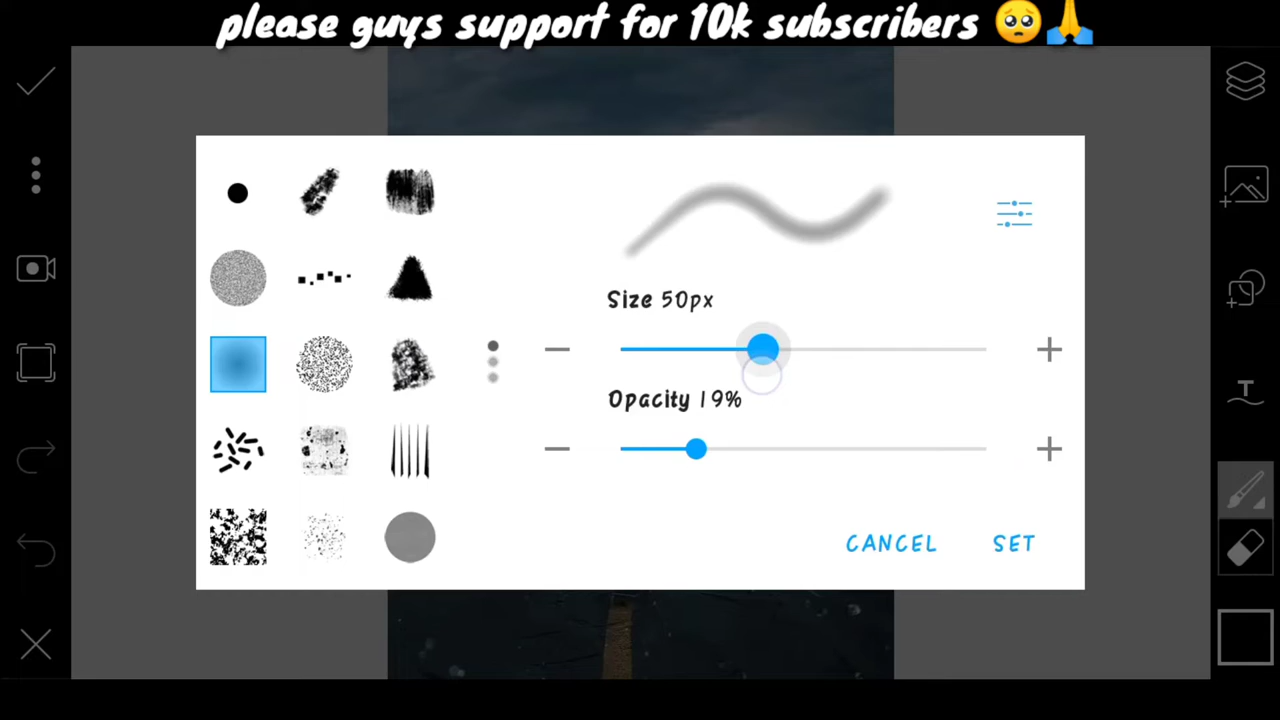 please guys support for 10k subscribers 🥺🙏
Size 50px
Opacity 19%
CANCEL SET
T